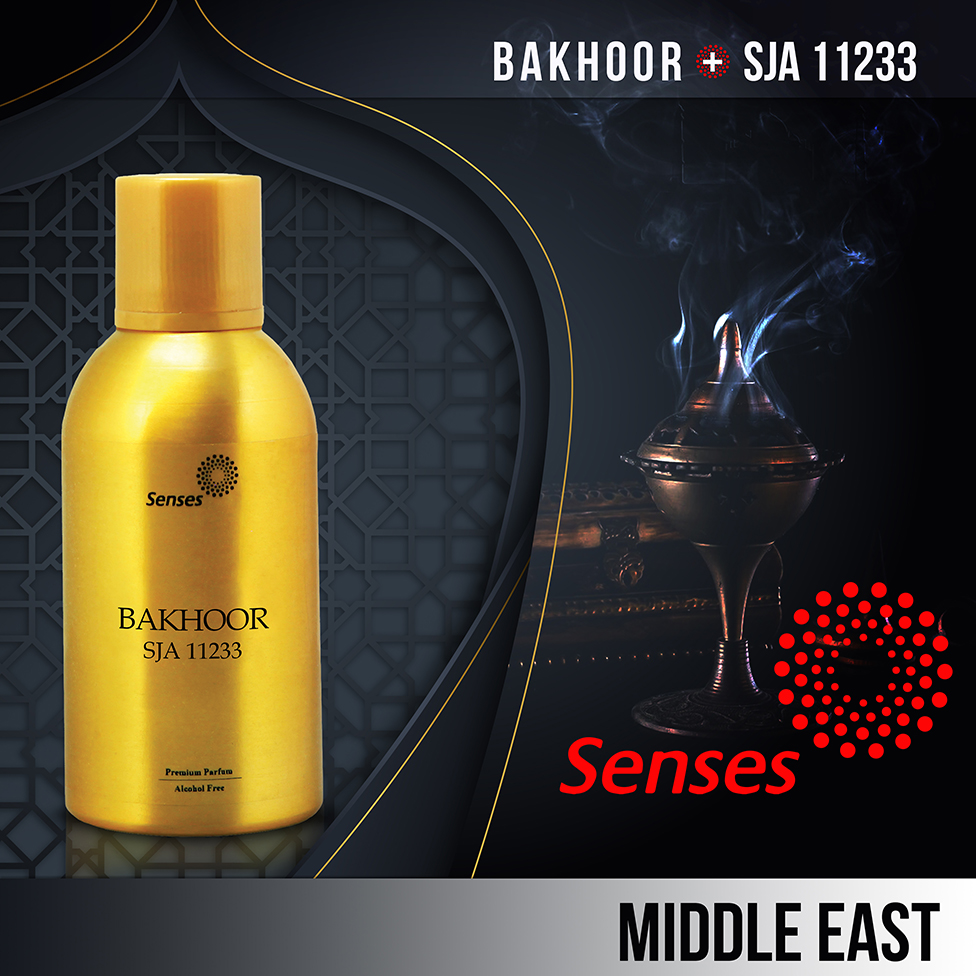 BAKHOOR + SJA 11233
Senses
BAKHOOR
SJA 11233
Premium Parfum
Alcohol Free
Senses
MIDDLE EAST